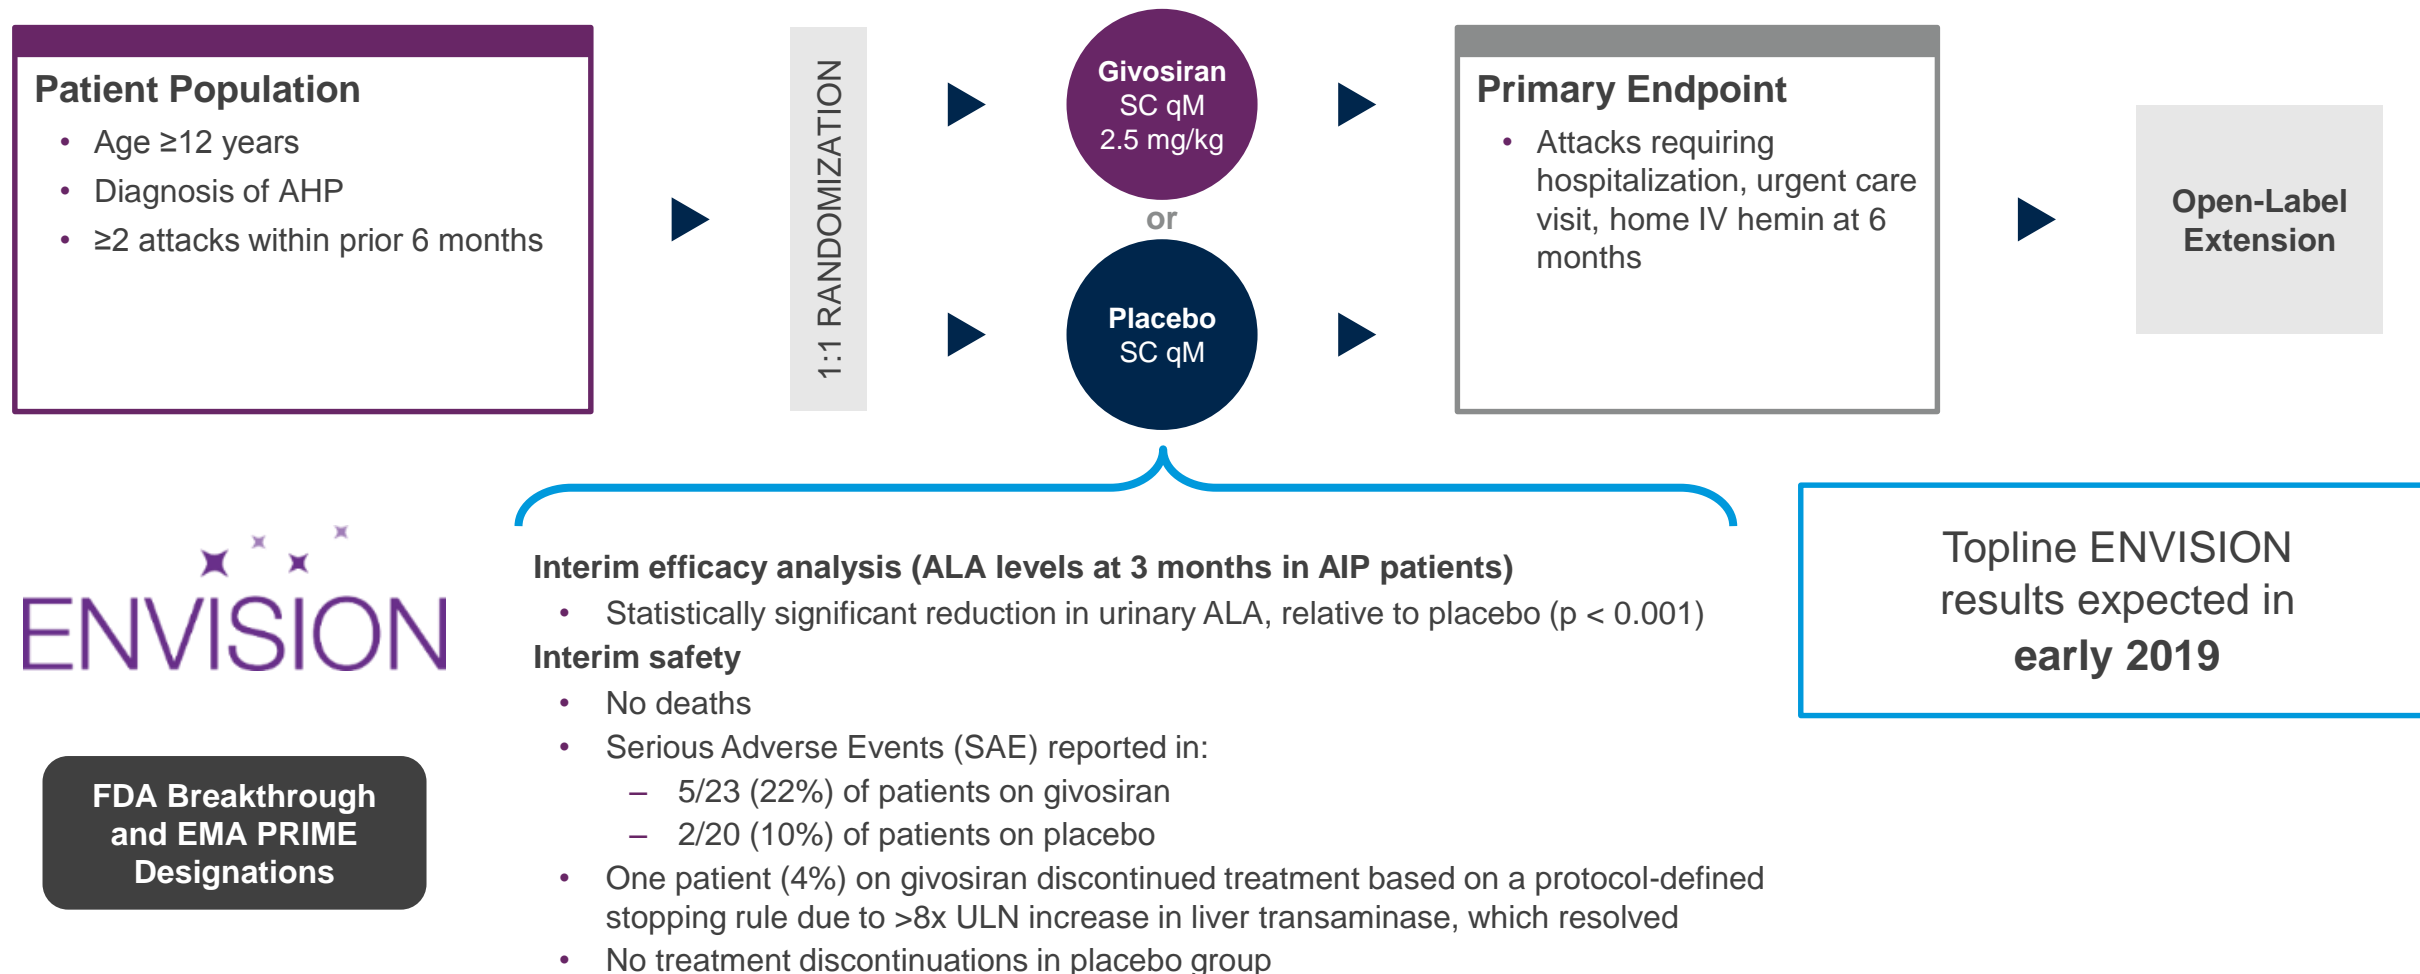 Patient Population
• Age ≥12 years
• Diagnosis of AHP
• ≥2 attacks within prior 6 months
1:1 RANDOMIZATION
Givosiran
SC qM
2.5 mg/kg
or
Placebo
SC qM
Primary Endpoint
• Attacks requiring
hospitalization, urgent care
visit, home IV hemin at 6
months
Open-Label
Extension
ENVISION
FDA Breakthrough
and EMA PRIME
Designations
Interim efficacy analysis (ALA levels at 3 months in AIP patients)
• Statistically significant reduction in urinary ALA, relative to placebo (p < 0.001)
Interim safety
• No deaths
• Serious Adverse Events (SAE) reported in:
– 5/23 (22%) of patients on givosiran
– 2/20 (10%) of patients on placebo
• One patient (4%) on givosiran discontinued treatment based on a protocol-defined
stopping rule due to >8x ULN increase in liver transaminase, which resolved
• No treatment discontinuations in placebo group
Topline ENVISION
results expected in
early 2019